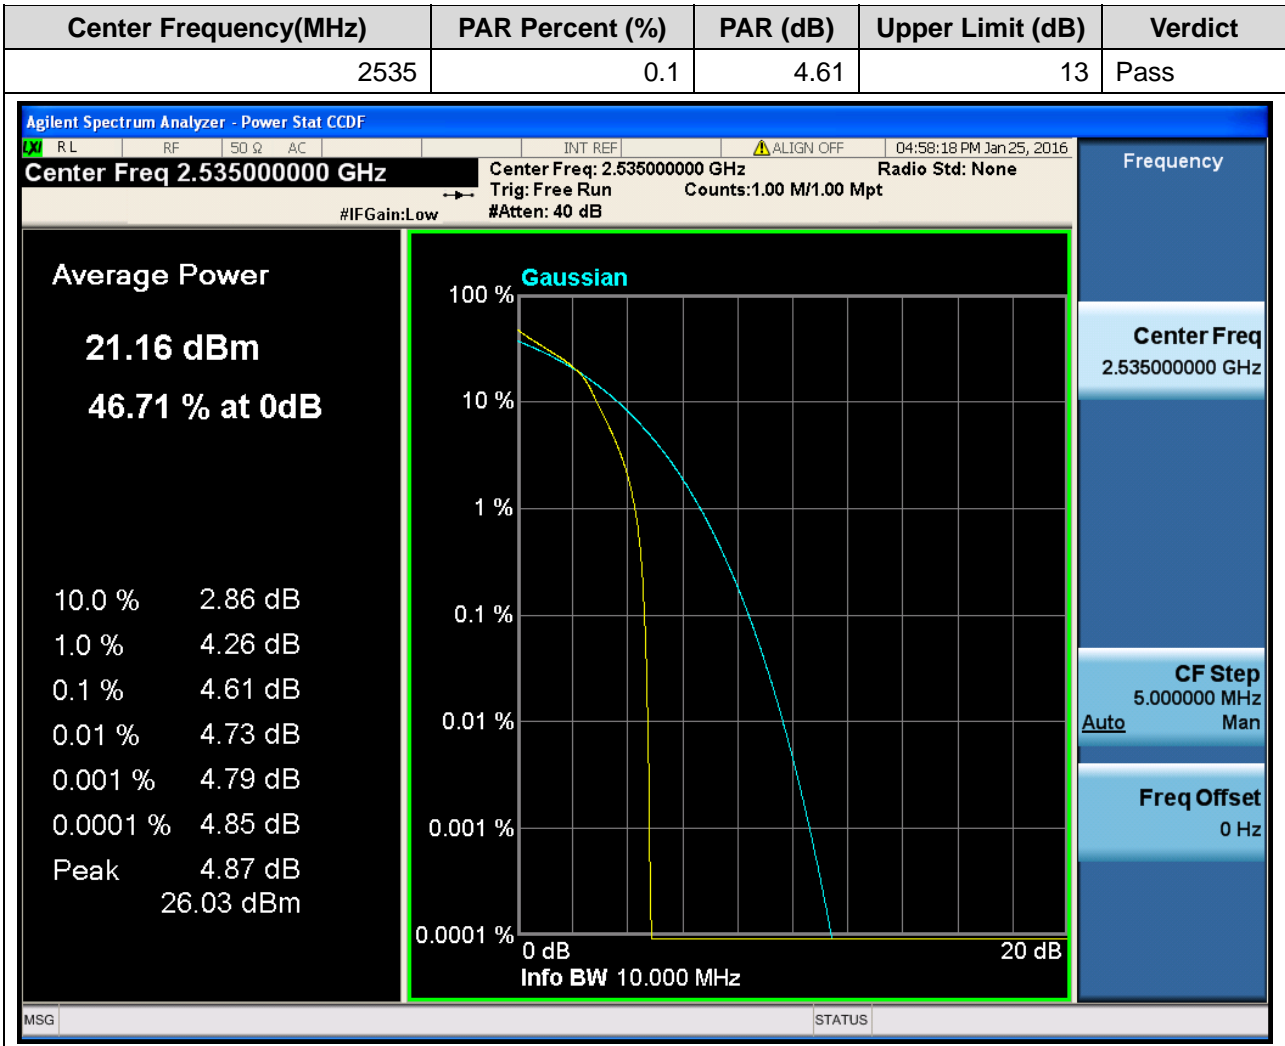 Center Frequency(MHz) PAR Percent (%) PAR (dB) Upper Limit (dB) Verdict
2535 0.1 4.61 13 Pass
Agilent Spectrum Analyzer - Power Stat CCDF
LXI RL RF 50 Ω AC INT REF ALIGN OFF 04:58:18 PM Jan 25, 2016
Center Freq 2.535000000 GHz
Center Freq: 2.535000000 GHz Radio Std: None
Trig: Free Run Counts:1.00 M/1.00 Mpt
#IFGain:Low #Atten: 40 dB
Average Power
21.16 dBm
46.71 % at 0dB
10.0 % 2.86 dB
1.0 % 4.26 dB
0.1 % 4.61 dB
0.01 % 4.73 dB
0.001 % 4.79 dB
0.0001 % 4.85 dB
Peak 4.87 dB
26.03 dBm
Gaussian
100 %
10 %
1 %
0.1 %
0.01 %
0.001 %
0.0001 %
0 dB 20 dB
Info BW 10.000 MHz
Frequency
Center Freq
2.535000000 GHz
CF Step
5.000000 MHz
Auto Man
Freq Offset
0 Hz
MSG STATUS